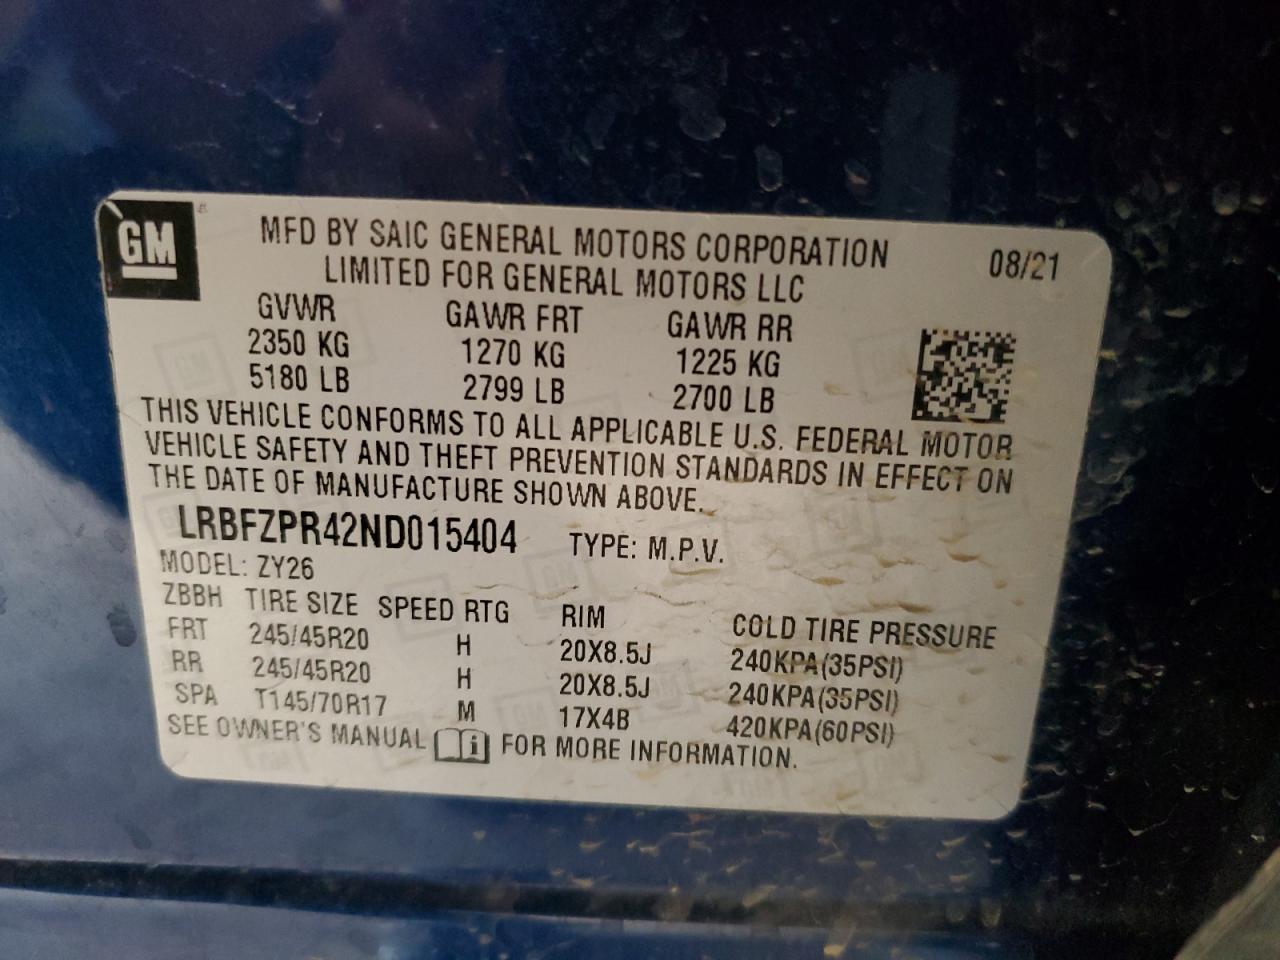 GM
MFD BY SAIC GENERAL MOTORS CORPORATION 08/21
LIMITED FOR GENERAL MOTORS LLC
GVWR GAWR FRT GAWR RR
2350 KG 1270 KG 1225 KG
5180 LB 2799 LB 2700 LB
THIS VEHICLE CONFORMS TO ALL APPLICABLE U.S. FEDERAL MOTOR
VEHICLE SAFETY AND THEFT PREVENTION STANDARDS IN EFFECT ON
THE DATE OF MANUFACTURE SHOWN ABOVE.
LRBFZPR42ND015404 TYPE: M.P.V.
MODEL: ZY26
ZBBH TIRE SIZE SPEED RTG RIM COLD TIRE PRESSURE
FRT 245/45R20 H 20X8.5J 240KPA(35PSI)
RR 245/45R20 H 20X8.5J 240KPA(35PSI)
SPA T145/70R17 M 17X4B 420KPA(60PSI)
SEE OWNER'S MANUAL i FOR MORE INFORMATION.